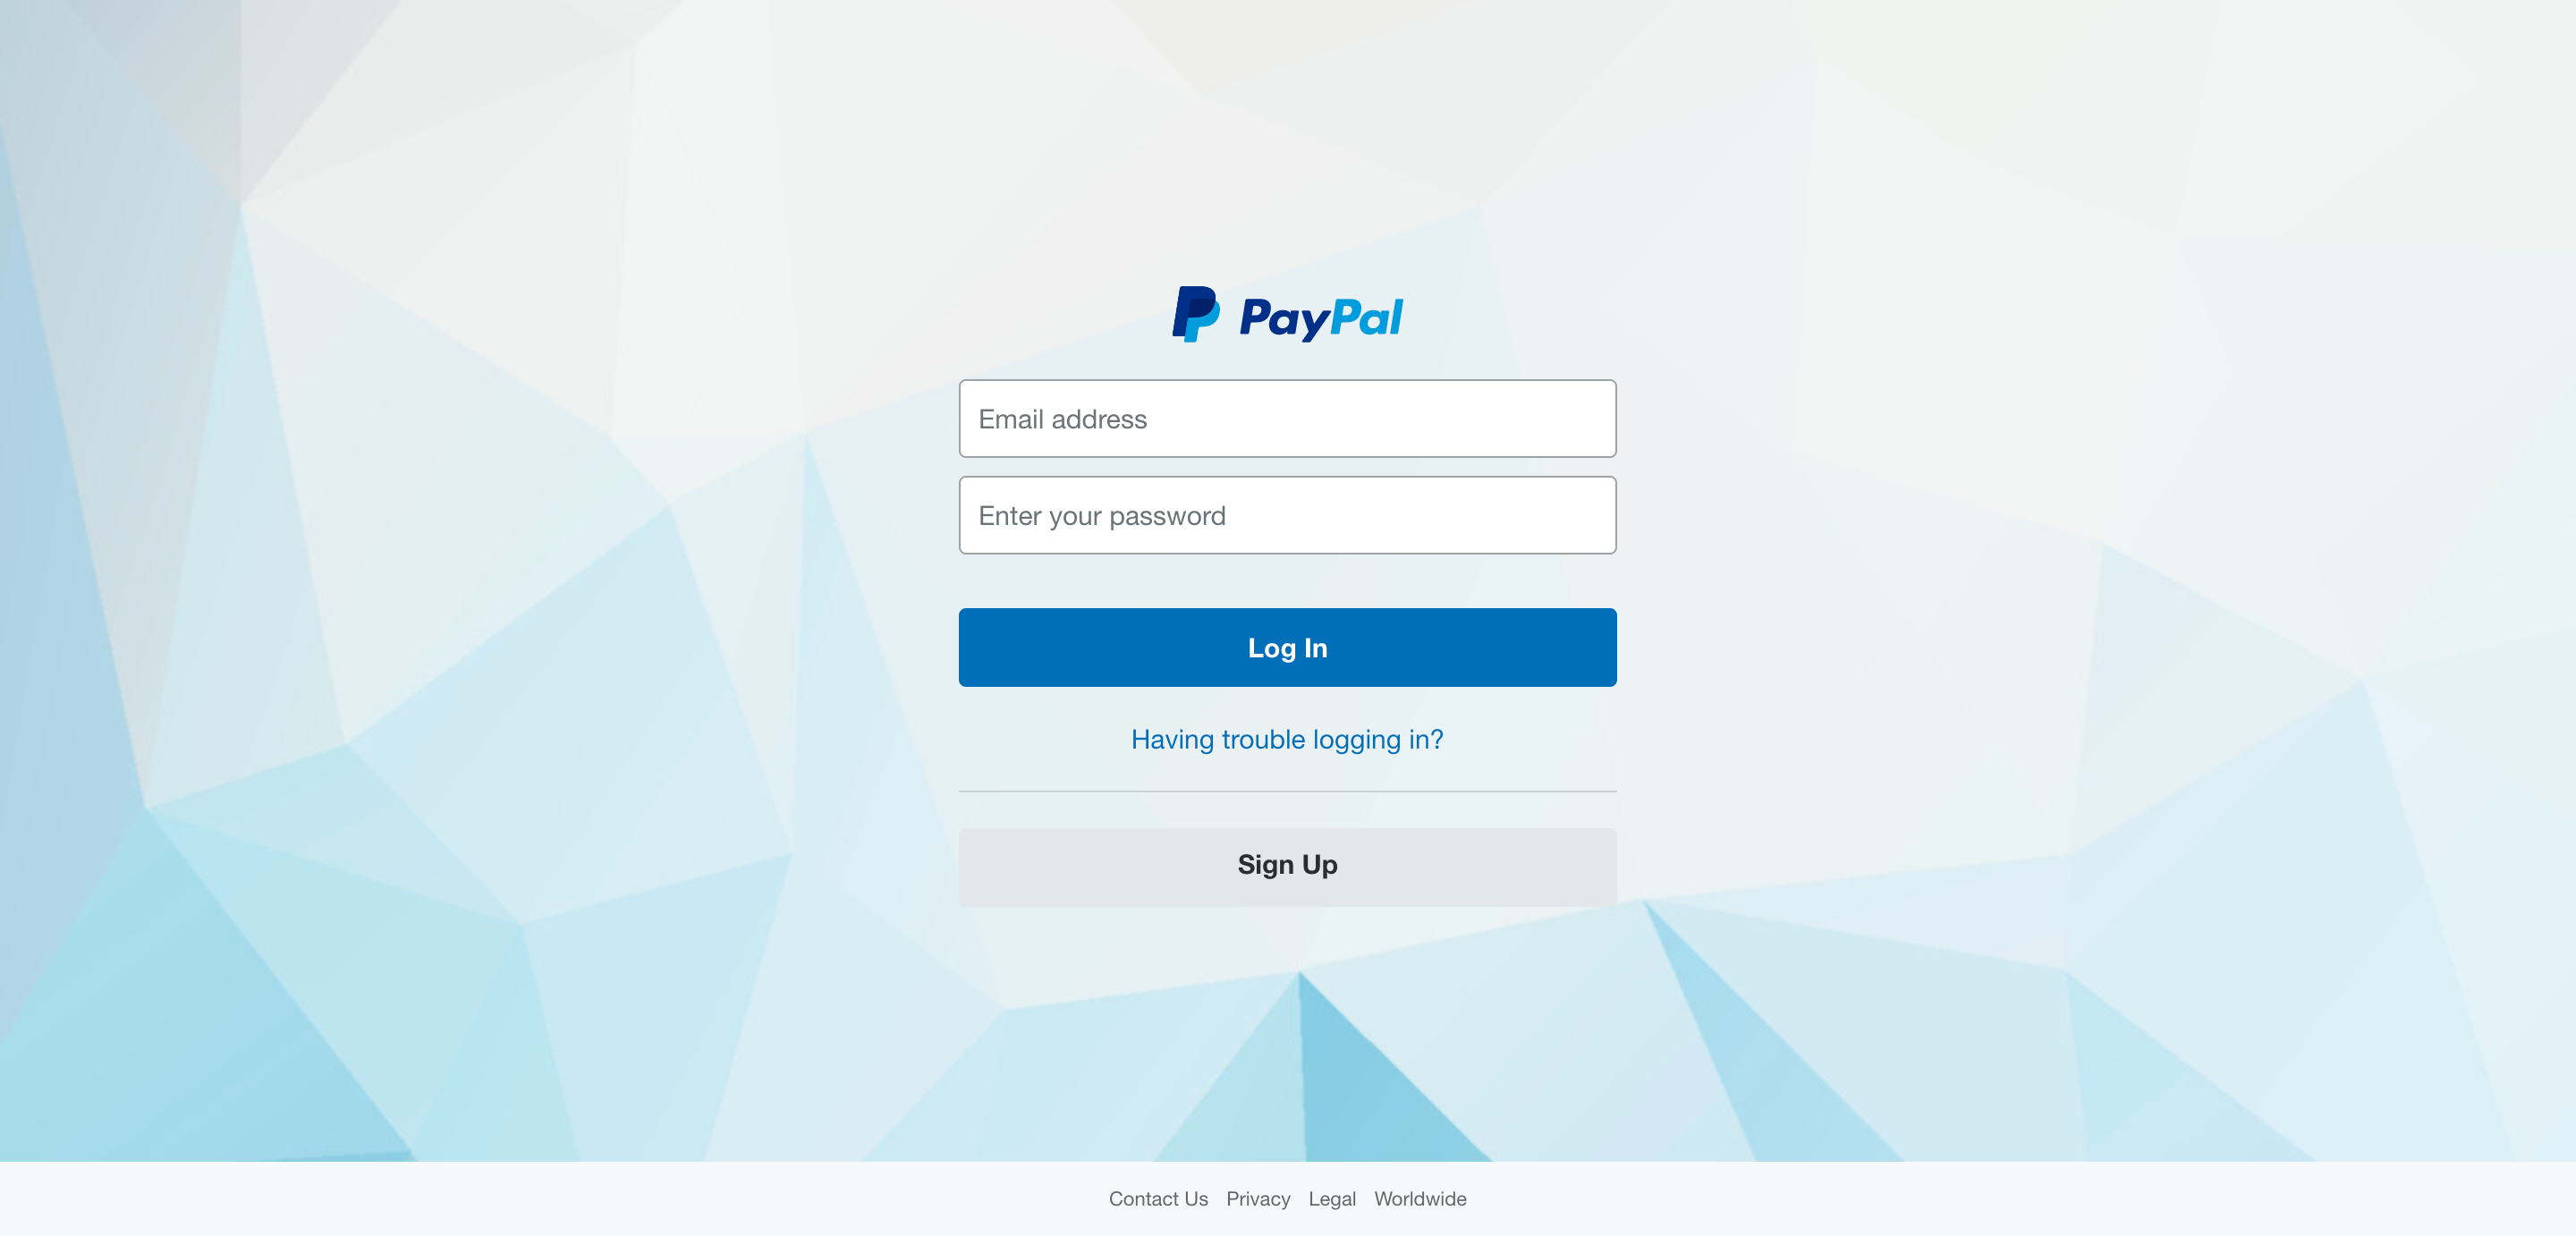 PayPal
Email address
Enter your password
Log In
Having trouble logging in?
Sign Up
Contact Us Privacy Legal Worldwide